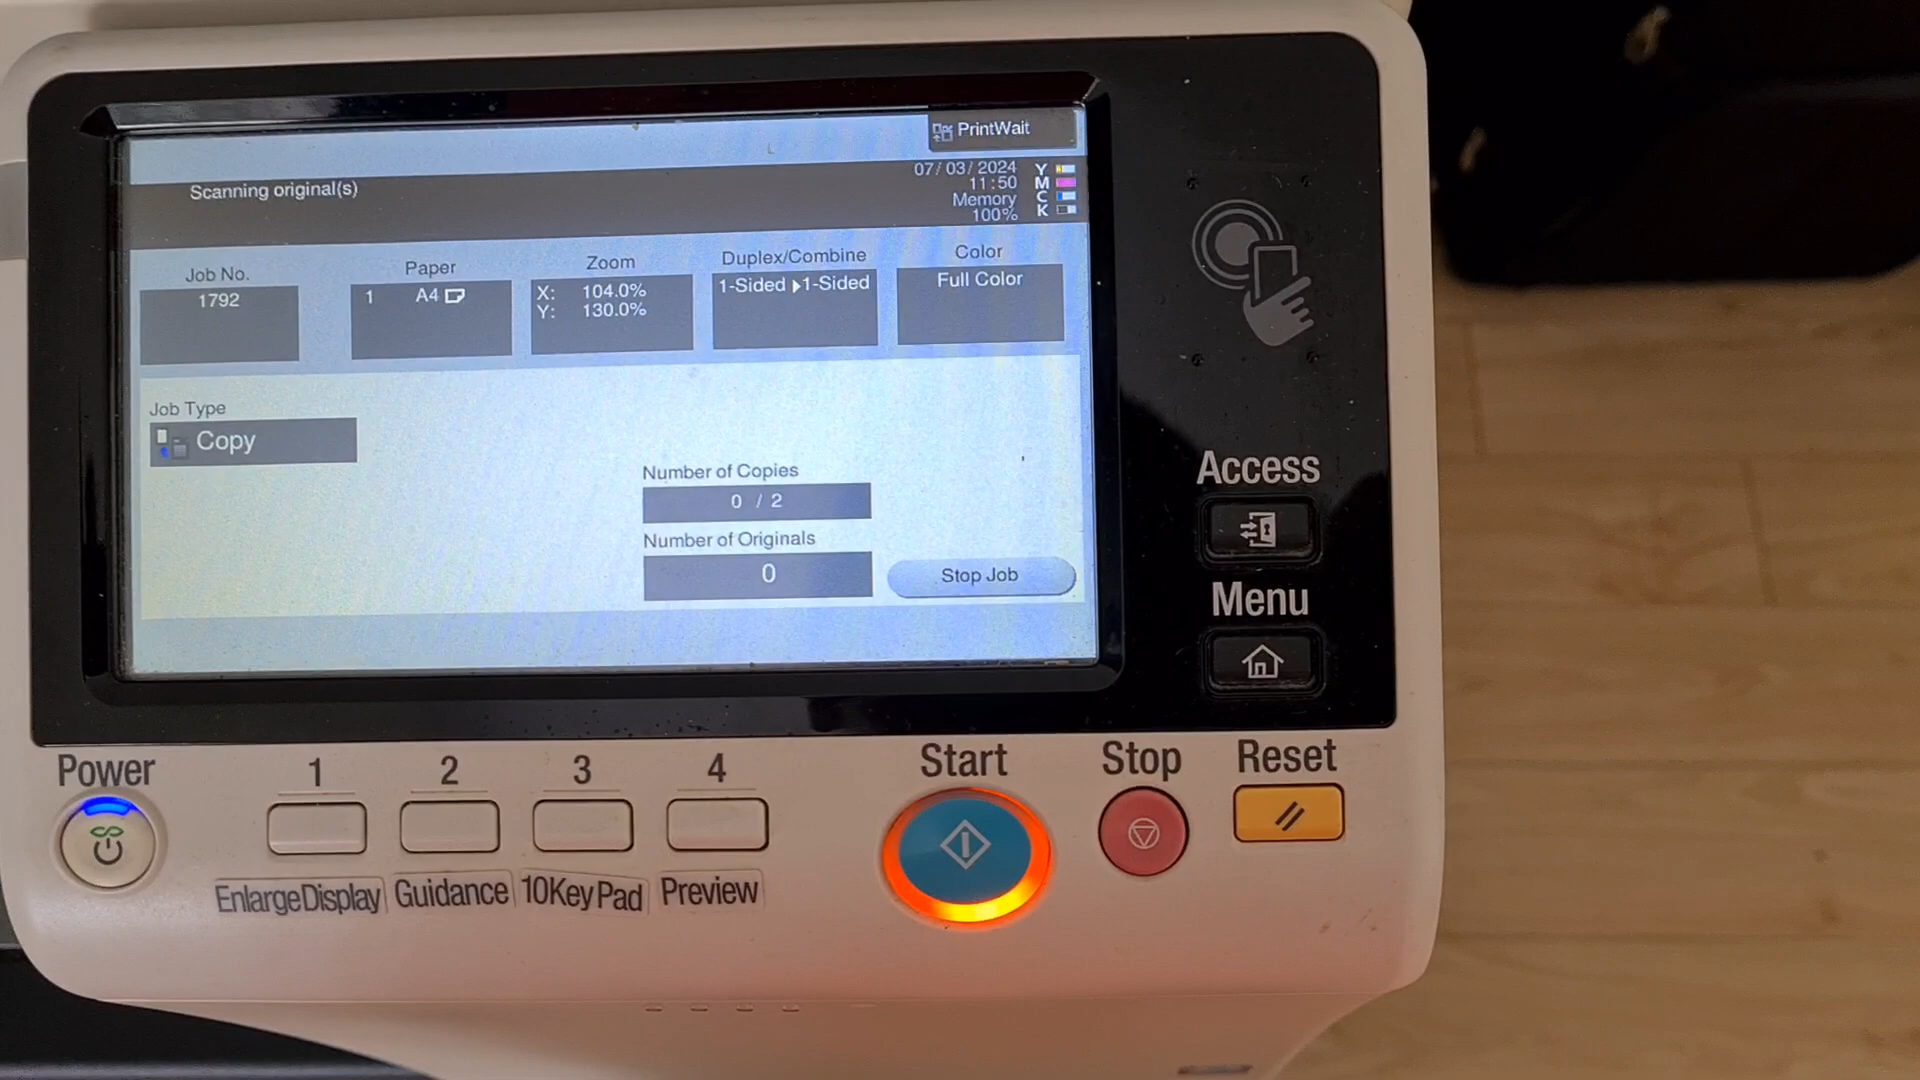 PrintWait
Scanning original(s)
07/03/2024
11:50
Memory
100%
Y
M
C
K
Job No.
1792
Paper
1 A4
Zoom
X: 104.0%
Y: 130.0%
Duplex/Combine
1-Sided ▶1-Sided
Color
Full Color
Job Type
Copy
Number of Copies
0 / 2
Number of Originals
0
Stop Job
Access
Menu
Power
1
2
3
4
Start
Stop
Reset
EnlargeDisplay
Guidance
10KeyPad
Preview